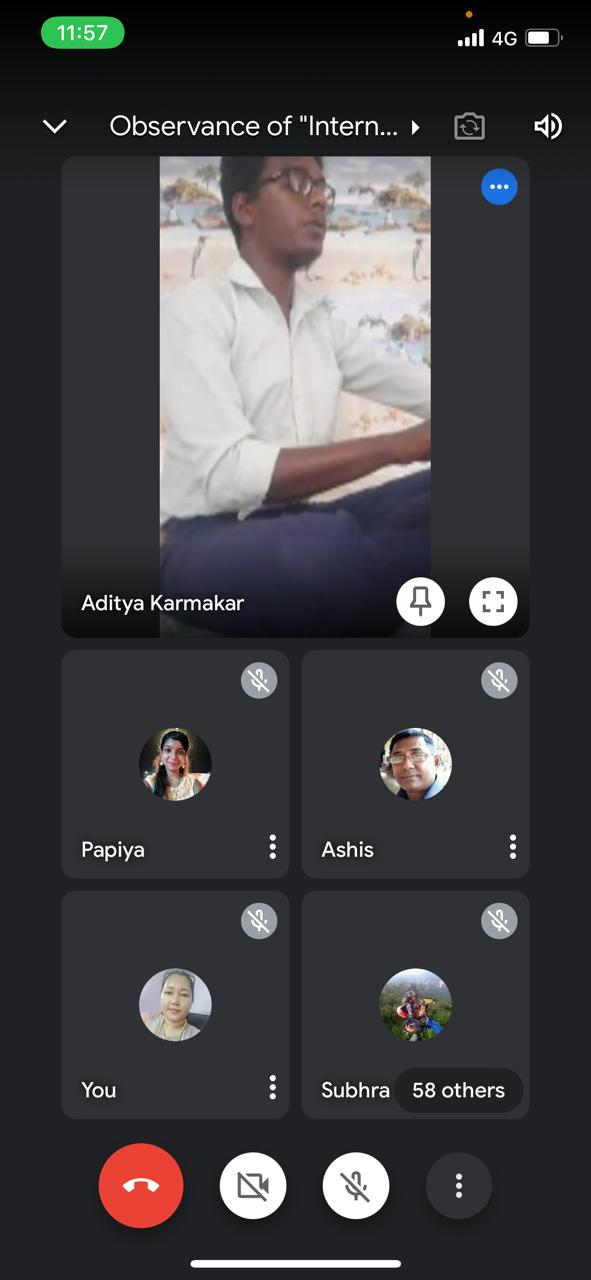 11:57
4G
Observance of "Intern...
Aditya Karmakar
Papiya
Ashis
You
Subhra
58 others